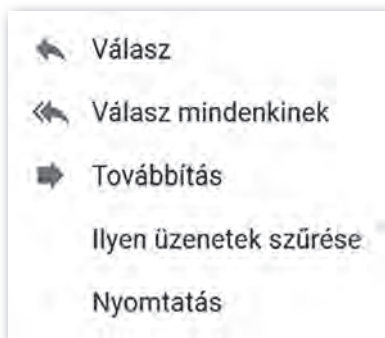 Válasz
Válasz mindenkinek
Továbbítás
Ilyen üzenetek szűrése
Nyomtatás